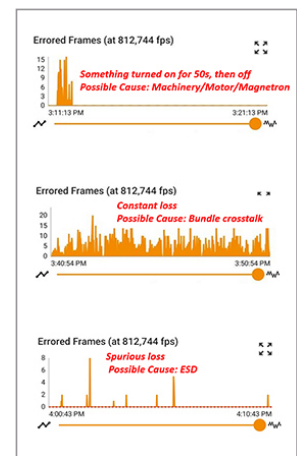 Errored Frames (at 812,744 fps)
15
Something turned on for 50s, then off
10
Possible Cause: Machinery/Motor/Magnetron
5
0
3:11:13 PM 3:21:13 PM
Errored Frames (at 812,744 fps)
20
Constant loss
15
Possible Cause: Bundle crosstalk
10
5
0
3:40:54 PM 3:50:54 PM
Errored Frames (at 812,744 fps)
8
Spurious loss
6
Possible Cause: ESD
4
2
0
4:00:43 PM 4:10:43 PM